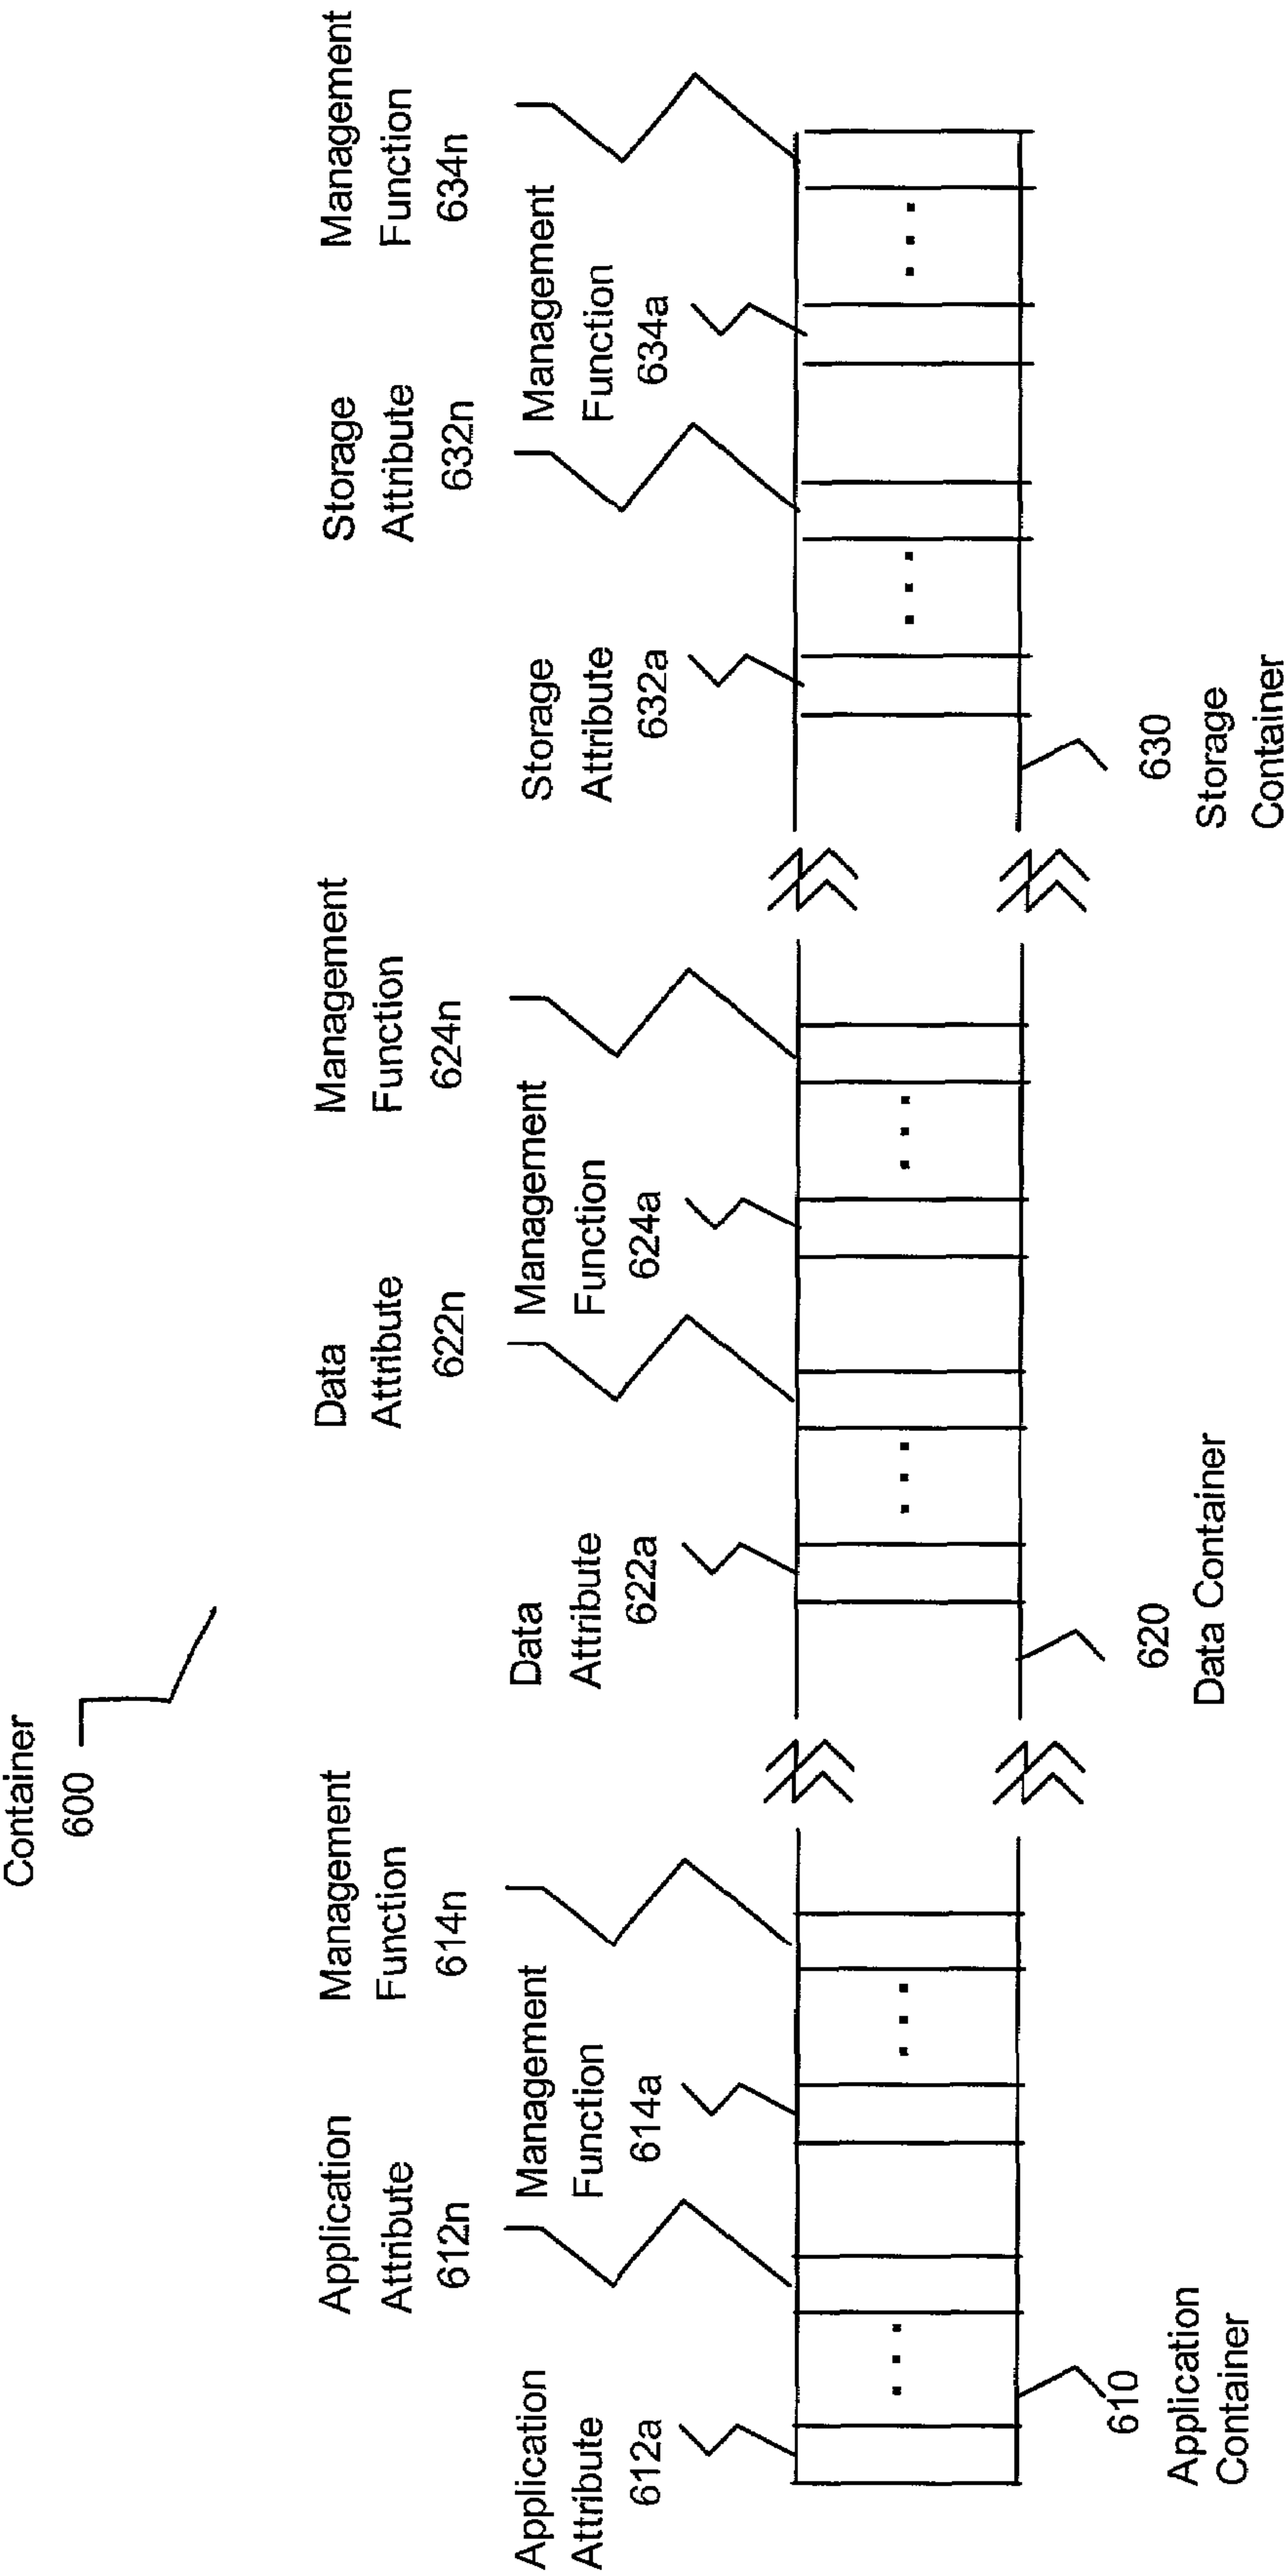 Container
600
Application
Attribute
612n
Management
Function
614n
Data
Attribute
622n
Management
Function
624n
Storage
Attribute
632n
Management
Function
634n
Application
Attribute
612a
Management
Function
614a
Data
Attribute
622a
Management
Function
624a
Storage
Attribute
632a
Management
Function
634a
610
Application
Container
620
Data Container
630
Storage
Container